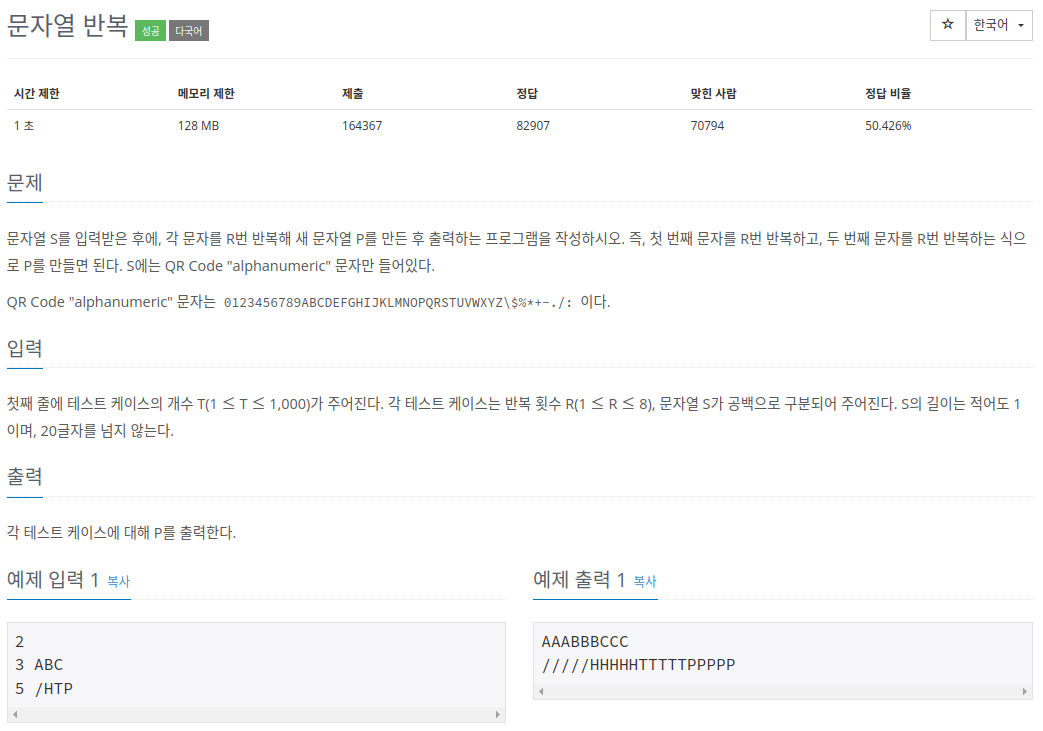 문자열 반복 성공 다국어 ☆ 한국어
시간 제한 메모리 제한 제출 정답 맞힌 사람 정답 비율
1 초 128 MB 164367 82907 70794 50.426%
문제
문자열 S를 입력받은 후에, 각 문자를 R번 반복해 새 문자열 P를 만든 후 출력하는 프로그램을 작성하시오. 즉, 첫 번째 문자를 R번 반복하고, 두 번째 문자를 R번 반복하는 식으
로 P를 만들면 된다. S에는 QR Code "alphanumeric" 문자만 들어있다.
QR Code "alphanumeric" 문자는 0123456789ABCDEFGHIJKLMNOPQRSTUVWXYZ\$%*+-./: 이다.
입력
첫째 줄에 테스트 케이스의 개수 T(1 ≤ T ≤ 1,000)가 주어진다. 각 테스트 케이스는 반복 횟수 R(1 ≤ R ≤ 8), 문자열 S가 공백으로 구분되어 주어진다. S의 길이는 적어도 1
이며, 20글자를 넘지 않는다.
출력
각 테스트 케이스에 대해 P를 출력한다.
예제 입력 1 복사
2
3 ABC
5 /HTP
예제 출력 1 복사
AAABBBCCC
/////HHHHHTTTTTPPPPP